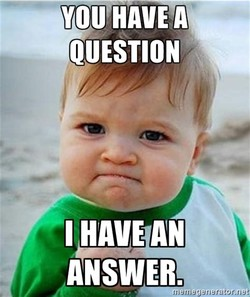 YOU HAVE A
QUESTION
I HAVE AN
ANSWER.
memegenerator.net